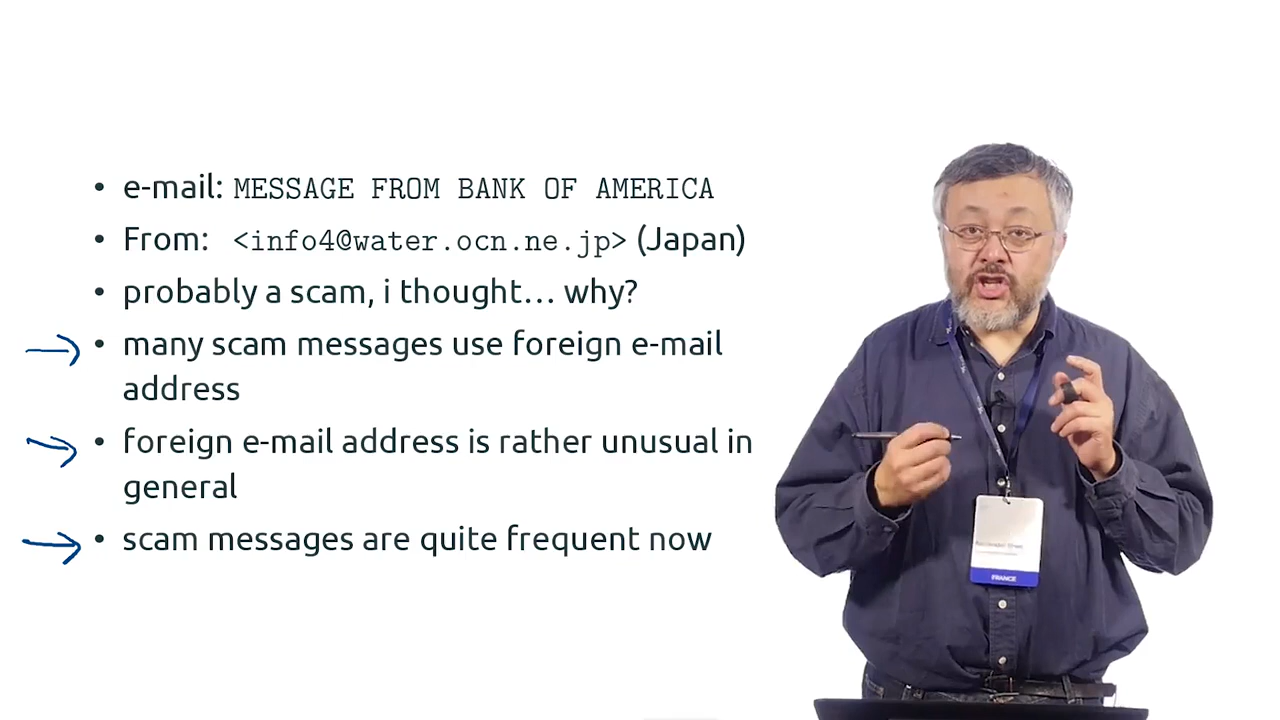 • e-mail: MESSAGE FROM BANK OF AMERICA
• From: <info4@water.ocn.ne.jp> (Japan)
• probably a scam, i thought… why?
• many scam messages use foreign e-mail
address
• foreign e-mail address is rather unusual in
general
• scam messages are quite frequent now
FRANCE